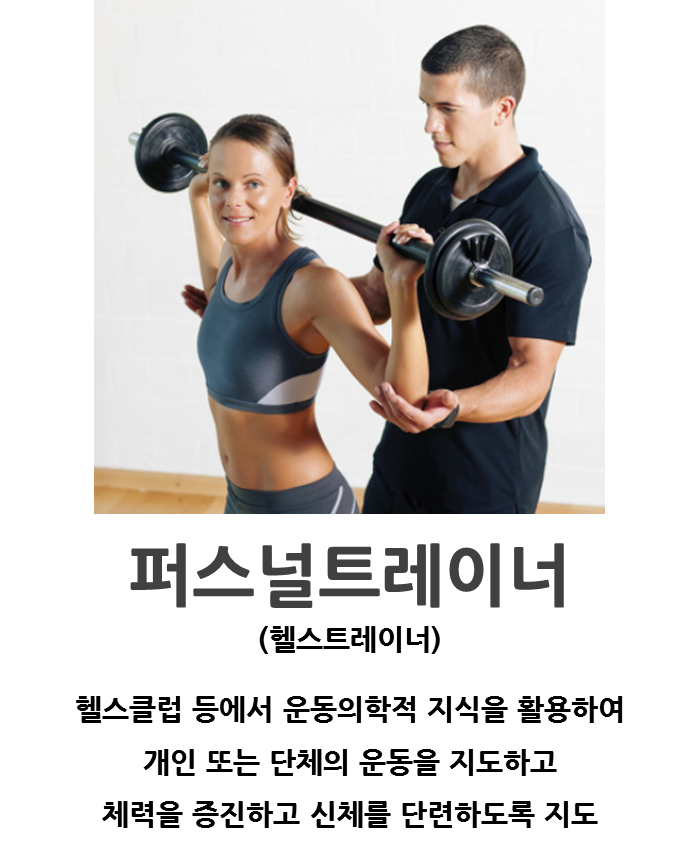 퍼스널트레이너
(헬스트레이너)
헬스클럽 등에서 운동의학적 지식을 활용하여
개인 또는 단체의 운동을 지도하고
체력을 증진하고 신체를 단련하도록 지도